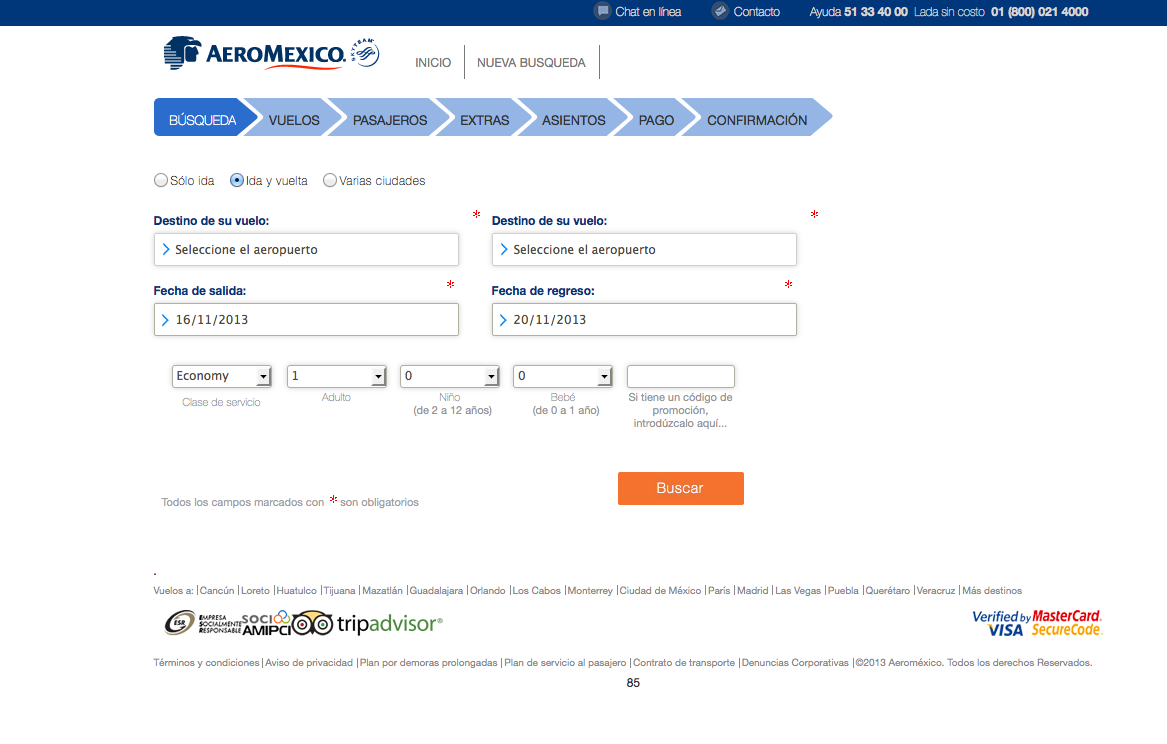 Chat en línea Contacto Ayuda 51 33 40 00 Lada sin costo 01 (800) 021 4000
AEROMEXICO. SKYTEAM INICIO NUEVA BUSQUEDA
BÚSQUEDA VUELOS PASAJEROS EXTRAS ASIENTOS PAGO CONFIRMACIÓN
Sólo ida Ida y vuelta Varias ciudades
Destino de su vuelo: * Destino de su vuelo: *
Seleccione el aeropuerto Seleccione el aeropuerto
Fecha de salida: * Fecha de regreso: *
16/11/2013 20/11/2013
Economy 1 0 0
Clase de servicio Adulto Niño Bebé Si tiene un código de
(de 2 a 12 años) (de 0 a 1 año) promoción,
introdúzcalo aquí...
Buscar
Todos los campos marcados con * son obligatorios
.
Vuelos a: |Cancún |Loreto |Huatulco |Tijuana |Mazatlán |Guadalajara |Orlando |Los Cabos |Monterrey |Ciudad de México |París |Madrid |Las Vegas |Puebla |Querétaro |Veracruz |Más destinos
ESR EMPRESA SOCIALMENTE RESPONSABLE SOCIO AMIPCI tripadvisor® Verified by VISA MasterCard. SecureCode.
Términos y condiciones |Aviso de privacidad |Plan por demoras prolongadas |Plan de servicio al pasajero |Contrato de transporte |Denuncias Corporativas |©2013 Aeroméxico. Todos los derechos Reservados.
85